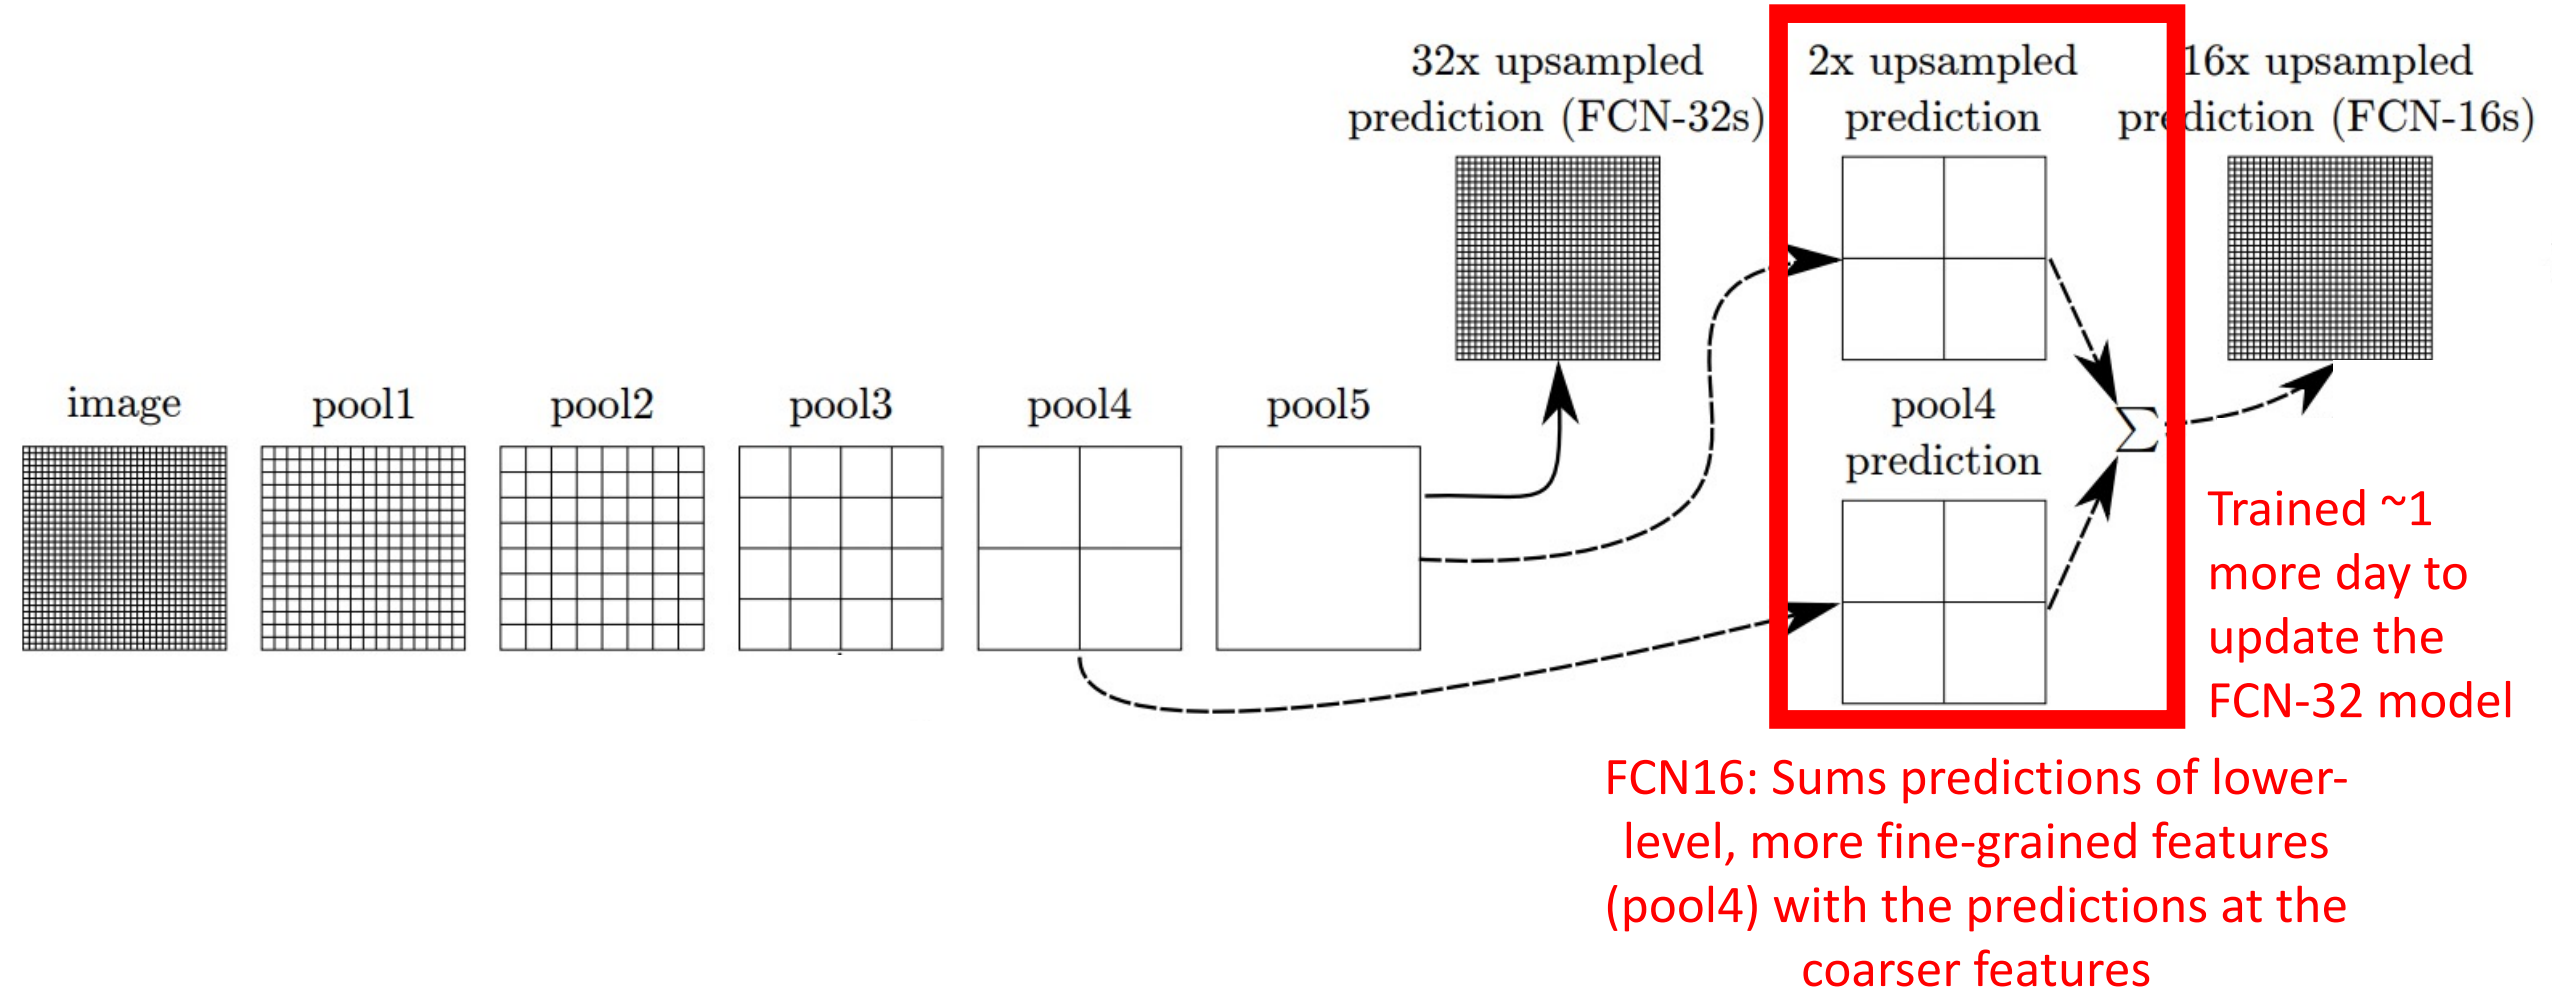 32x upsampled
prediction (FCN-32s)
2x upsampled
prediction
16x upsampled
prediction (FCN-16s)
image
pool1
pool2
pool3
pool4
pool5
pool4
prediction
∑
Trained ~1
more day to
update the
FCN-32 model
FCN16: Sums predictions of lower-
level, more fine-grained features
(pool4) with the predictions at the
coarser features